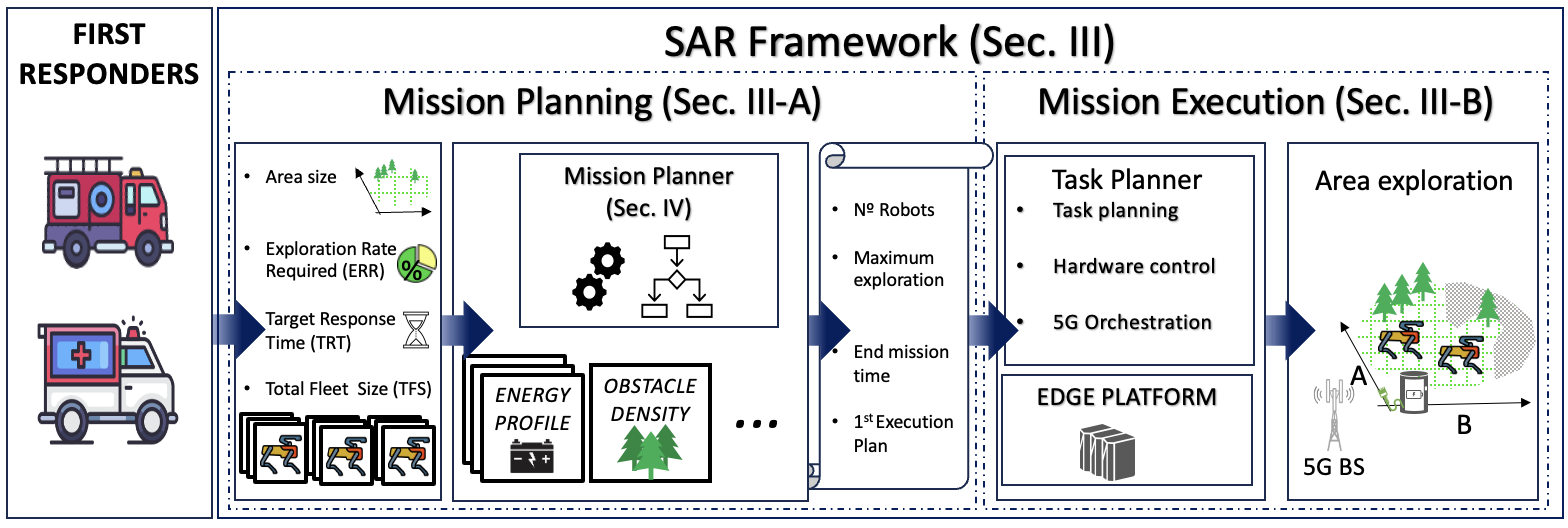 FIRST
RESPONDERS
SAR Framework (Sec. III)
Mission Planning (Sec. III-A)
• Area size
• Exploration Rate
Required (ERR)
%
• Target Response
Time (TRT)
• Total Fleet Size (TFS)
Mission Planner
(Sec. IV)
ENERGY
PROFILE
OBSTACLE
DENSITY
...
• Nº Robots
• Maximum
exploration
• End mission
time
• 1st Execution
Plan
Mission Execution (Sec. III-B)
Task Planner
• Task planning
• Hardware control
• 5G Orchestration
EDGE PLATFORM
Area exploration
A
B
5G BS